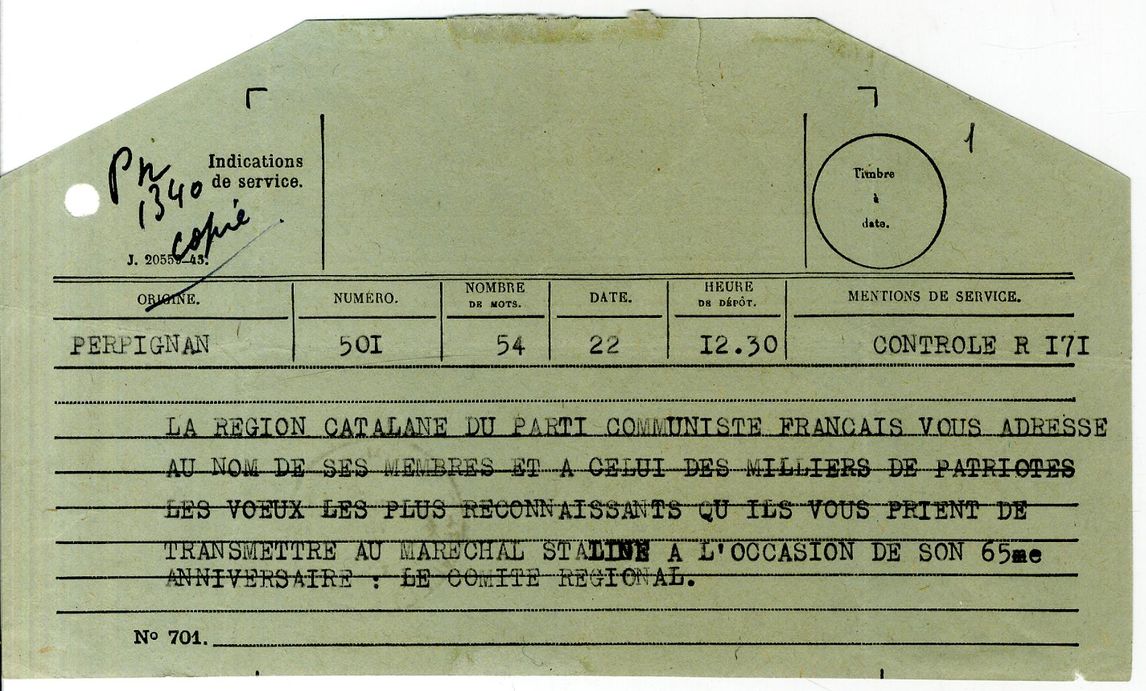 1
Pn
1340
copie
Indications
de service.
J. 20559-43.
Timbre
à
date.
ORIGINE. NUMÉRO. NOMBRE DE MOTS. DATE. HEURE DE DÉPÔT. MENTIONS DE SERVICE.
PERPIGNAN 501 54 22 I2.30 CONTROLE R I7I
LA REGION CATALANE DU PARTI COMMUNISTE FRANCAIS VOUS ADRESSE
AU NOM DE SES MEMBRES ET A CELUI DES MILLIERS DE PATRIOTES
LES VOEUX LES PLUS RECONNAISSANTS QU ILS VOUS PRIENT DE
TRANSMETTRE AU MARECHAL STALINE A L'OCCASION DE SON 65me
ANNIVERSAIRE : LE COMITE REGIONAL.
Nº 701.